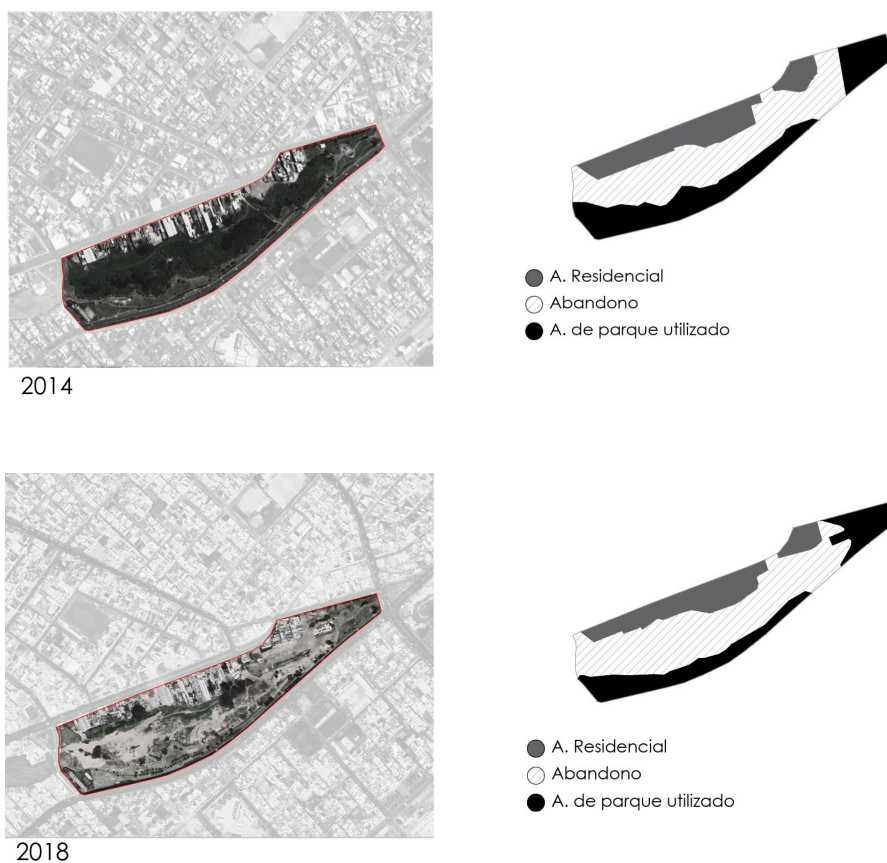 A. Residencial
Abandono
A. de parque utilizado
2014
A. Residencial
Abandono
A. de parque utilizado
2018